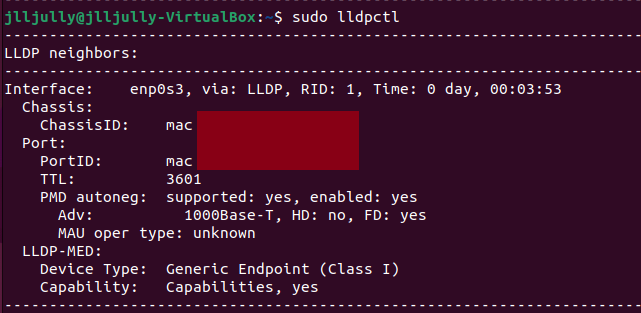 jlljully@jlljully-VirtualBox:~$ sudo lldpctl
-------------------------------------------------------------------------------
LLDP neighbors:
-------------------------------------------------------------------------------
Interface:    enp0s3, via: LLDP, RID: 1, Time: 0 day, 00:03:53
  Chassis:
    ChassisID:    mac
  Port:
    PortID:       mac
    TTL:          3601
    PMD autoneg:  supported: yes, enabled: yes
      Adv:          1000Base-T, HD: no, FD: yes
      MAU oper type: unknown
  LLDP-MED:
    Device Type:  Generic Endpoint (Class I)
    Capability:   Capabilities, yes
-------------------------------------------------------------------------------